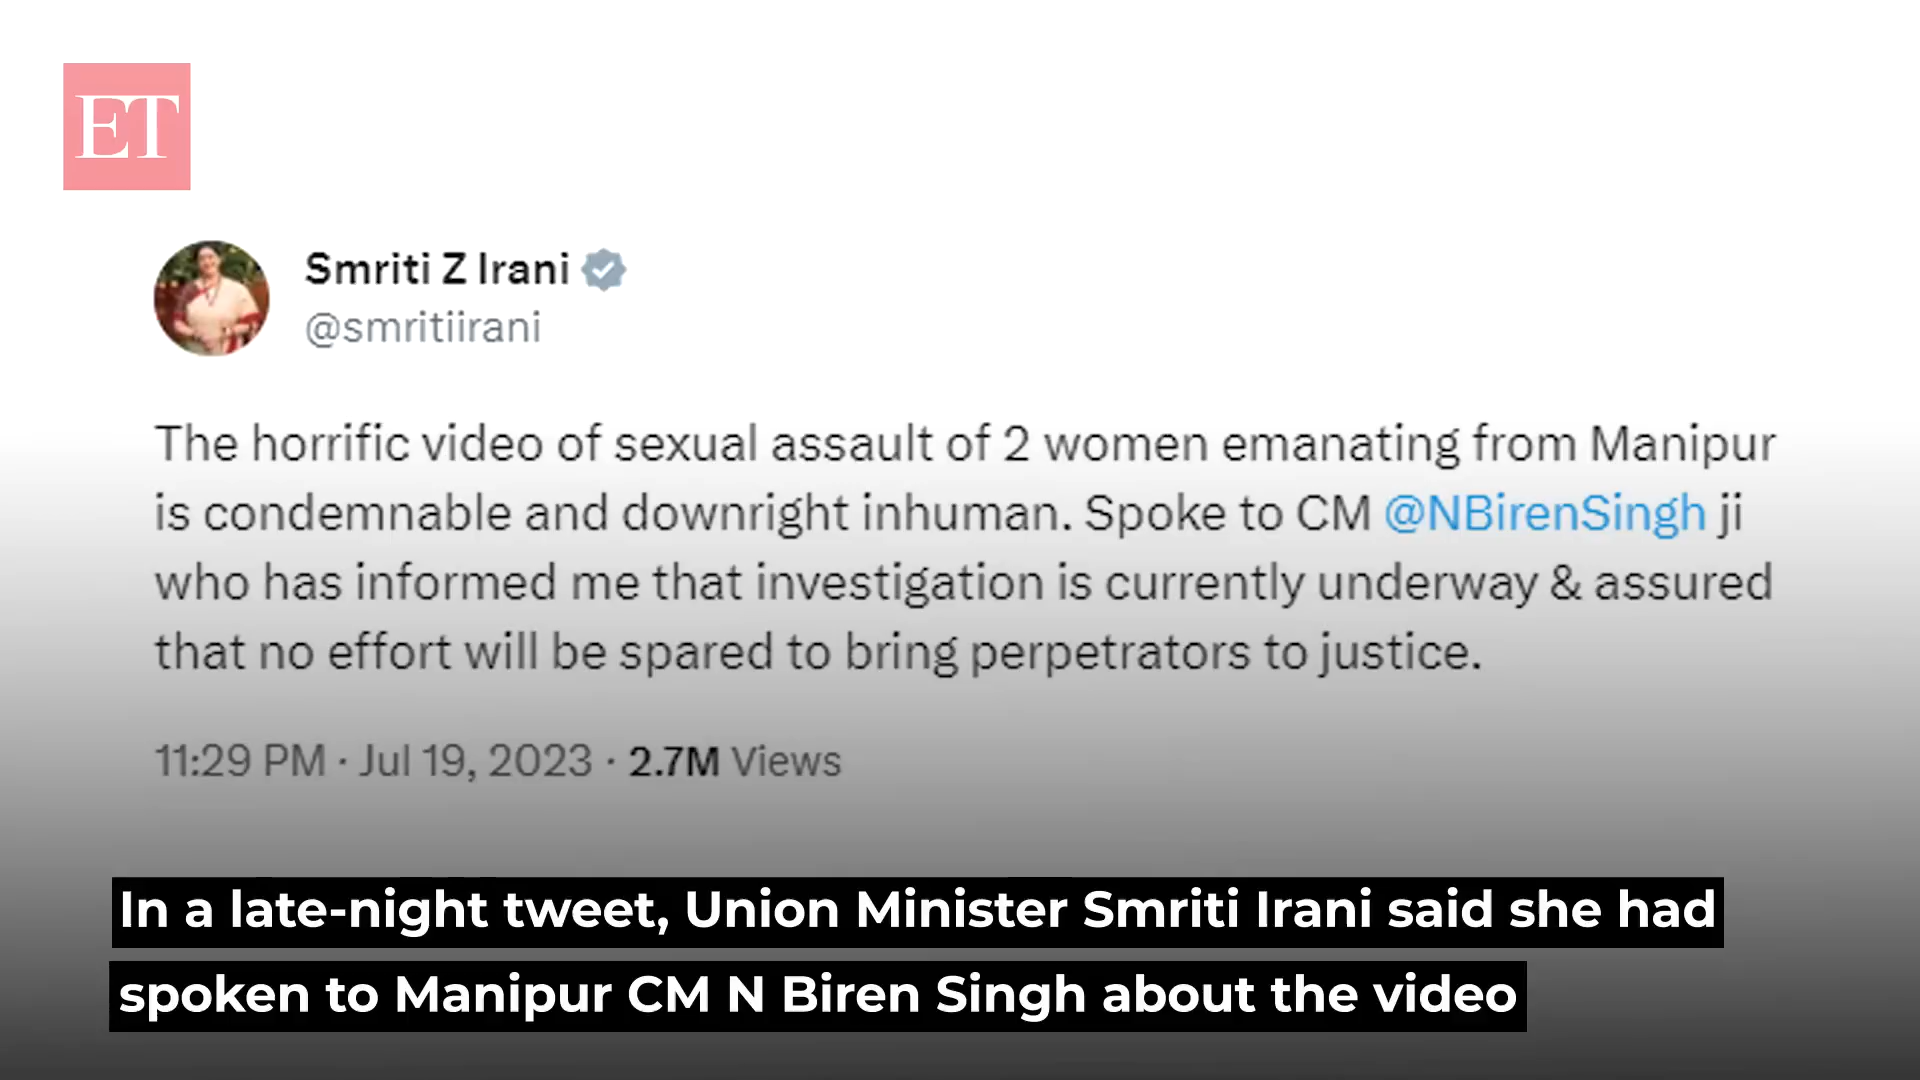 ET
Smriti Z Irani
@smritiirani
The horrific video of sexual assault of 2 women emanating from Manipur
is condemnable and downright inhuman. Spoke to CM @NBirenSingh ji
who has informed me that investigation is currently underway & assured
that no effort will be spared to bring perpetrators to justice.
11:29 PM · Jul 19, 2023 · 2.7M Views
In a late-night tweet, Union Minister Smriti Irani said she had
spoken to Manipur CM N Biren Singh about the video